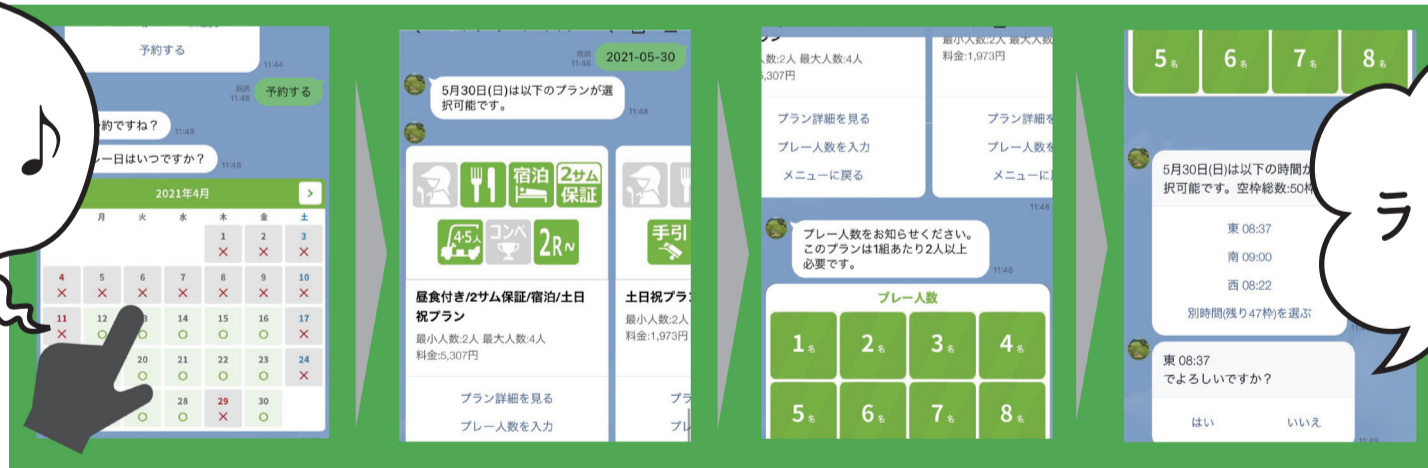 予約する
11:44
既読
11:48
予約する
約ですね?
11:48
レー日はいつですか?
11:48
2021年4月
>
月 火 水 木 金 土
1 2 3
× × ×
4 5 6 7 8 9 10
× × × × × × ×
11 12 14 15 16 17
× ○ ○ ○ ○ ×
20 21 22 23 24
○ ○ ○ ○ ×
28 29 30
○ ○ × ○
既読
11:48
2021-05-30
5月30日(日)は以下のプランが選
択可能です。
11:48
宿泊
2サム
保証
4・5人
コンペ
2R~
手引
昼食付き/2サム保証/宿泊/土日
祝プラン
最小人数:2人 最大人数:4人
料金:5,307円
プラン詳細を見る
プレー人数を入力
土日祝プラ
最小人数:2人
料金:1,973円
プラ
プレ
人数:2人 最大人数:4人
5,307円
プラン詳細を見る
プレー人数を入力
メニューに戻る
最小人数:2人 最大人数
料金:1,973円
プラン詳細を
プレー人数を
メニューに
11:48
プレー人数をお知らせください。
このプランは1組あたり2人以上
必要です。
11:48
プレー人数
1名 2名 3名 4名
5名 6名 7名 8名
5名 6名 7名 8名
5月30日(日)は以下の時間が
択可能です。空枠総数:50枠
東 08:37
南 09:00
西 08:22
別時間(残り47枠)を選ぶ
東 08:37
でよろしいですか?
はい いいえ
11:49
ラ